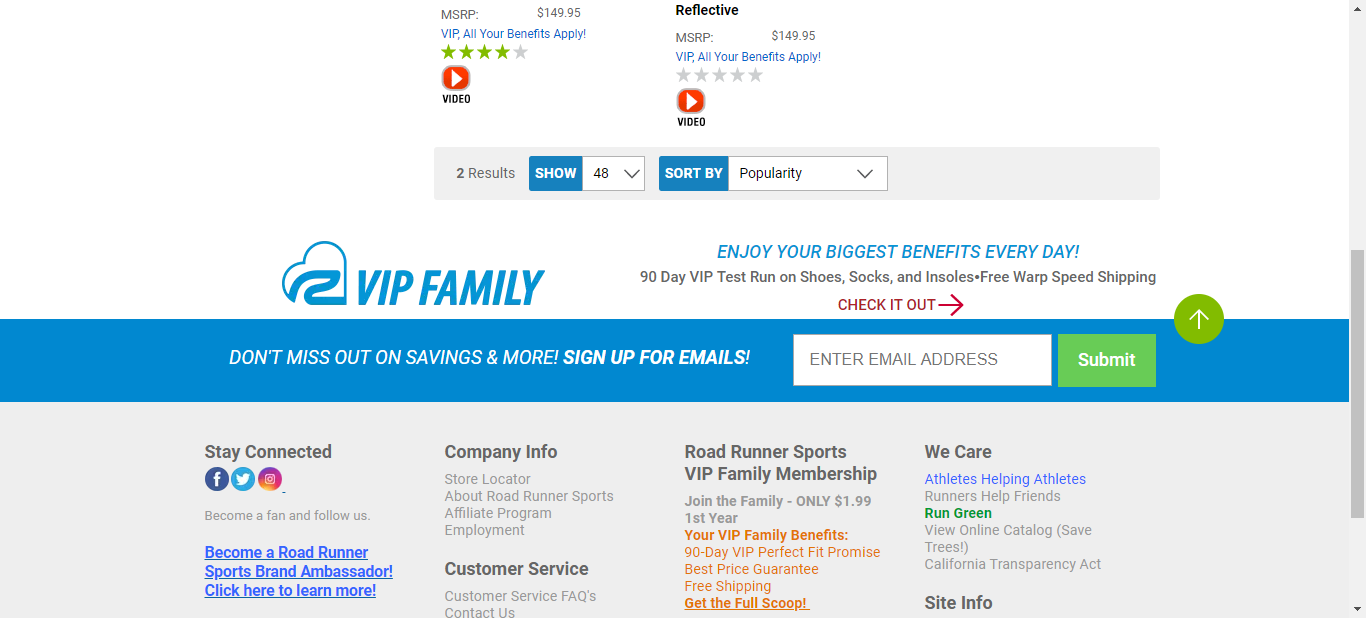 MSRP: $149.95
VIP, All Your Benefits Apply!
VIDEO
Reflective
MSRP: $149.95
VIP, All Your Benefits Apply!
VIDEO
2 Results SHOW 48 SORT BY Popularity
VIP FAMILY
ENJOY YOUR BIGGEST BENEFITS EVERY DAY!
90 Day VIP Test Run on Shoes, Socks, and Insoles•Free Warp Speed Shipping
CHECK IT OUT
DON'T MISS OUT ON SAVINGS & MORE! SIGN UP FOR EMAILS!
ENTER EMAIL ADDRESS
Submit
Stay Connected
Become a fan and follow us.
Become a Road Runner
Sports Brand Ambassador!
Click here to learn more!
Company Info
Store Locator
About Road Runner Sports
Affiliate Program
Employment
Customer Service
Customer Service FAQ's
Contact Us
Road Runner Sports
VIP Family Membership
Join the Family - ONLY $1.99
1st Year
Your VIP Family Benefits:
90-Day VIP Perfect Fit Promise
Best Price Guarantee
Free Shipping
Get the Full Scoop!
We Care
Athletes Helping Athletes
Runners Help Friends
Run Green
View Online Catalog (Save
Trees!)
California Transparency Act
Site Info